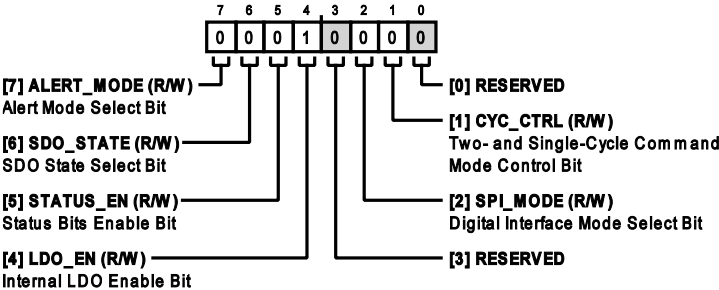 7 6 5 4 3 2 1 0
0 0 0 1 0 0 0 0
[7] ALERT_MODE (R/W)
Alert Mode Select Bit
[6] SDO_STATE (R/W)
SDO State Select Bit
[5] STATUS_EN (R/W)
Status Bits Enable Bit
[4] LDO_EN (R/W)
Internal LDO Enable Bit
[0] RESERVED
[1] CYC_CTRL (R/W)
Two- and Single-Cycle Command
Mode Control Bit
[2] SPI_MODE (R/W)
Digital Interface Mode Select Bit
[3] RESERVED